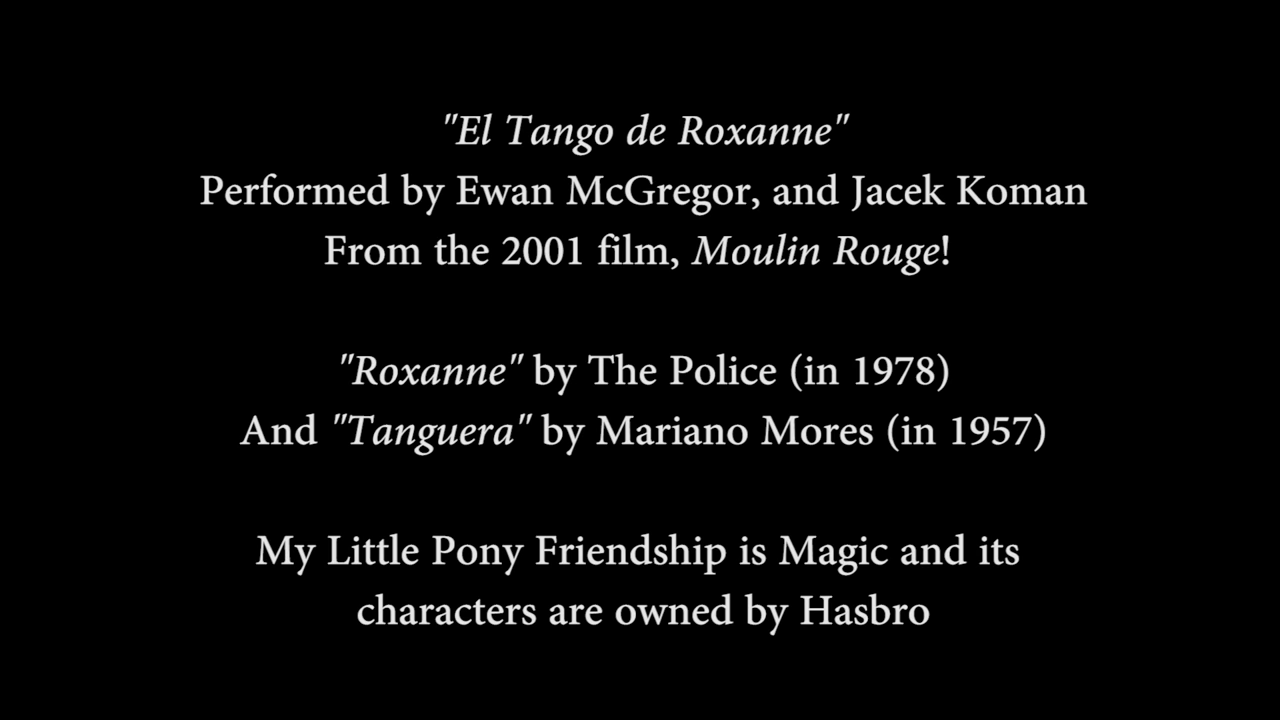 "El Tango de Roxanne"
Performed by Ewan McGregor, and Jacek Koman
From the 2001 film, Moulin Rouge!
"Roxanne" by The Police (in 1978)
And "Tanguera" by Mariano Mores (in 1957)
My Little Pony Friendship is Magic and its
characters are owned by Hasbro